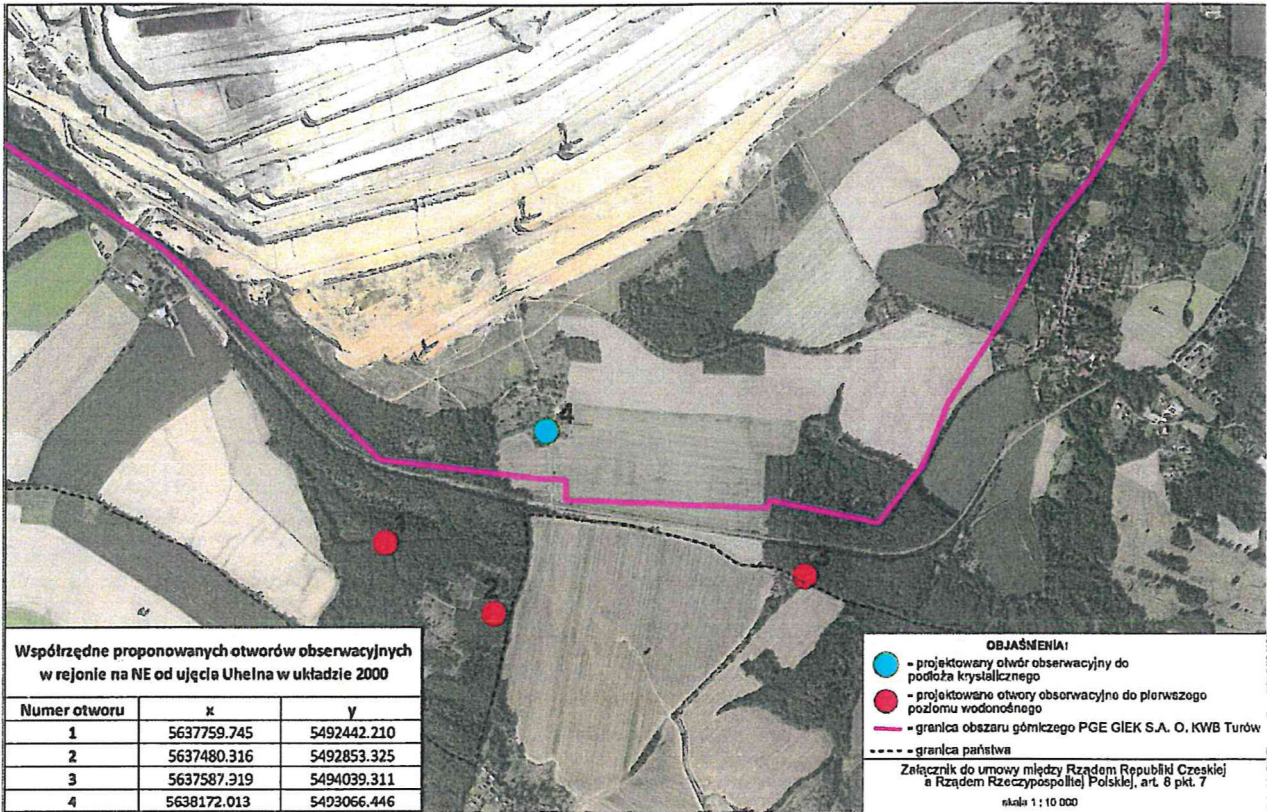 4
2
Współrzędne proponowanych otworów obserwacyjnych
w rejonie na NE od ujęcia Uhelna w układzie 2000
Numer otworu x y
1 5637759.745 5492442.210
2 5637480.316 5492853.325
3 5637587.919 5494039.311
4 5638172.013 5493066.446
OBJAŚNIENIA:
- projektowany otwór obserwacyjny do
podłoża krystalicznego
- projektowane otwory obserwacyjne do pierwszego
poziomu wodonośnego
- granica obszaru górniczego PGE GiEK S.A. O. KWB Turów
- granica państwa
Załącznik do umowy między Rządem Republiki Czeskiej
a Rządem Rzeczypospolitej Polskiej, art. 8 pkt. 7
skala 1 : 10 000